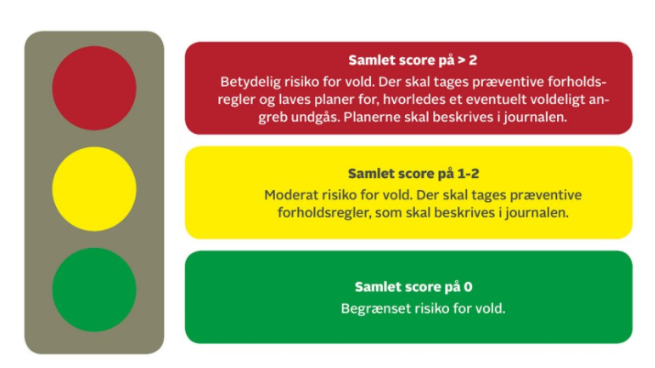 Samlet score på > 2
Betydelig risiko for vold. Der skal tages præventive forholds-
regler og laves planer for, hvorledes et eventuelt voldeligt an-
greb undgås. Planerne skal beskrives i journalen.
Samlet score på 1-2
Moderat risiko for vold. Der skal tages præventive
forholdsregler, som skal beskrives i journalen.
Samlet score på 0
Begrænset risiko for vold.